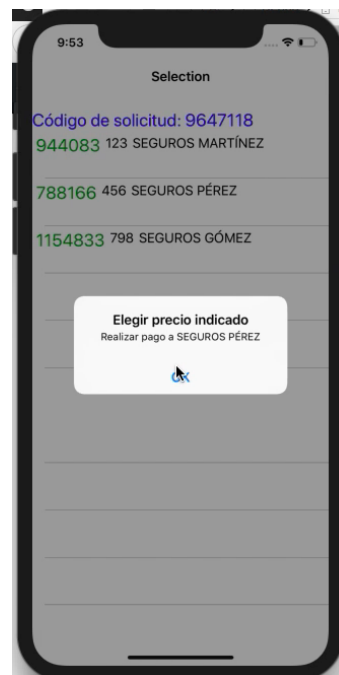 9:53
Selection
Código de solicitud: 9647118
944083 123 SEGUROS MARTÍNEZ
788166 456 SEGUROS PÉREZ
1154833 798 SEGUROS GÓMEZ
Elegir precio indicado
Realizar pago a SEGUROS PÉREZ
OK